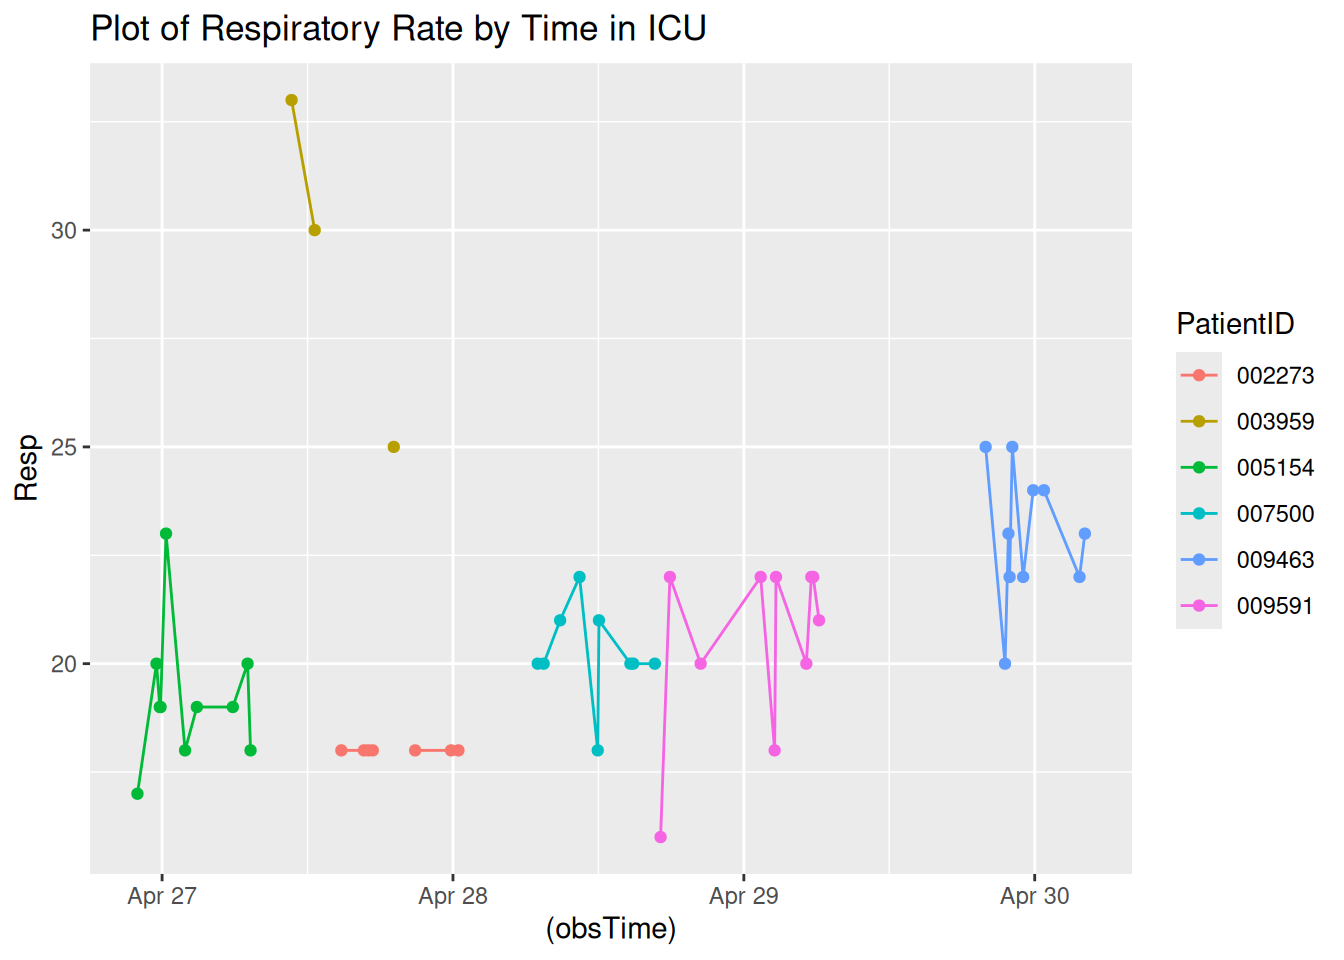 Plot of Respiratory Rate by Time in ICU
Resp
30
25
20
Apr 27
Apr 28
Apr 29
Apr 30
(obsTime)
PatientID
002273
003959
005154
007500
009463
009591